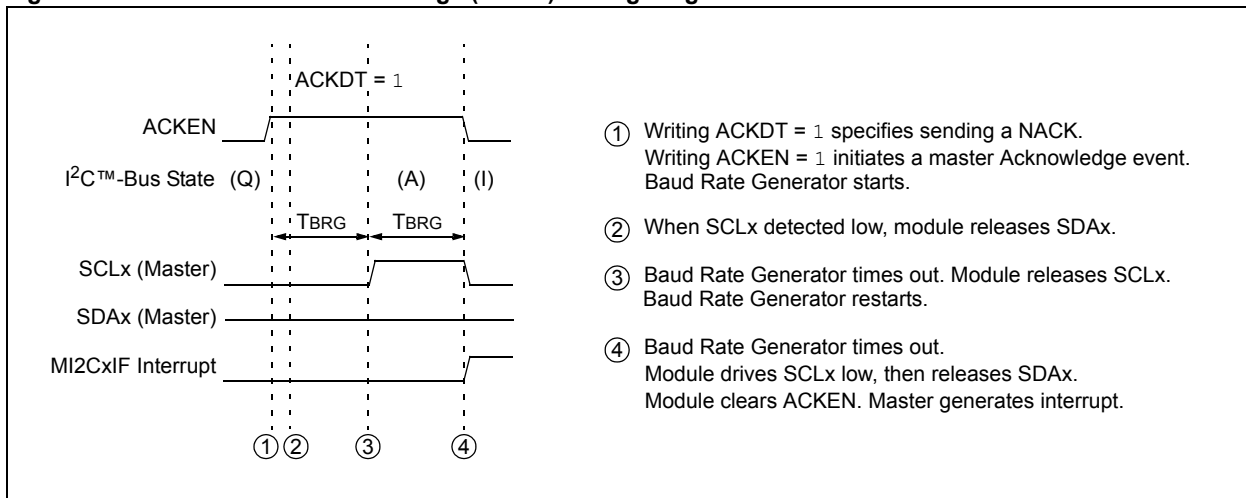 ACKDT = 1
ACKEN
I²C™-Bus State (Q) (A) (I)
TBRG TBRG
SCLx (Master)
SDAx (Master)
MI2CxIF Interrupt
① ② ③ ④
① Writing ACKDT = 1 specifies sending a NACK.
Writing ACKEN = 1 initiates a master Acknowledge event.
Baud Rate Generator starts.
② When SCLx detected low, module releases SDAx.
③ Baud Rate Generator times out. Module releases SCLx.
Baud Rate Generator restarts.
④ Baud Rate Generator times out.
Module drives SCLx low, then releases SDAx.
Module clears ACKEN. Master generates interrupt.